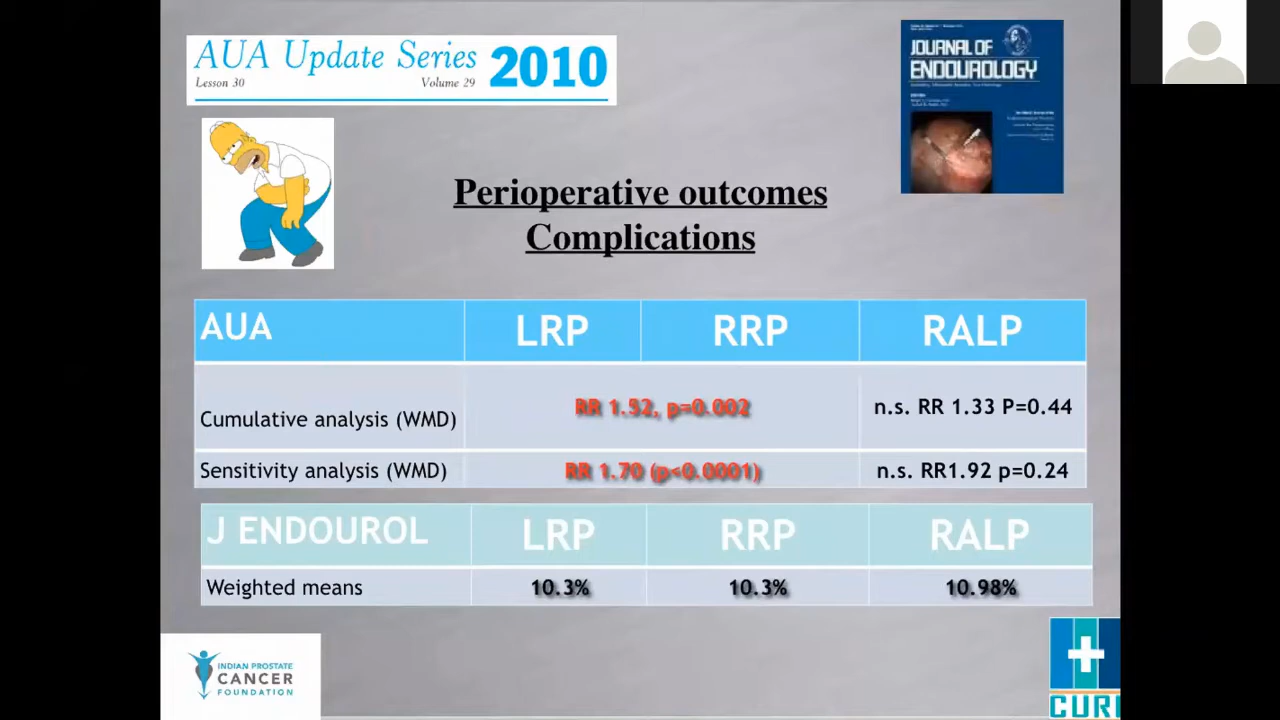 AUA Update Series 2010
Lesson 30 Volume 29
JOURNAL OF
ENDOUROLOGY
Perioperative outcomes
Complications
AUA LRP RRP RALP
Cumulative analysis (WMD) RR 1.52, p=0.002 n.s. RR 1.33 P=0.44
Sensitivity analysis (WMD) RR 1.70 (p<0.0001) n.s. RR1.92 p=0.24
J ENDOUROL LRP RRP RALP
Weighted means 10.3% 10.3% 10.98%
INDIAN PROSTATE
CANCER
FOUNDATION
CURI